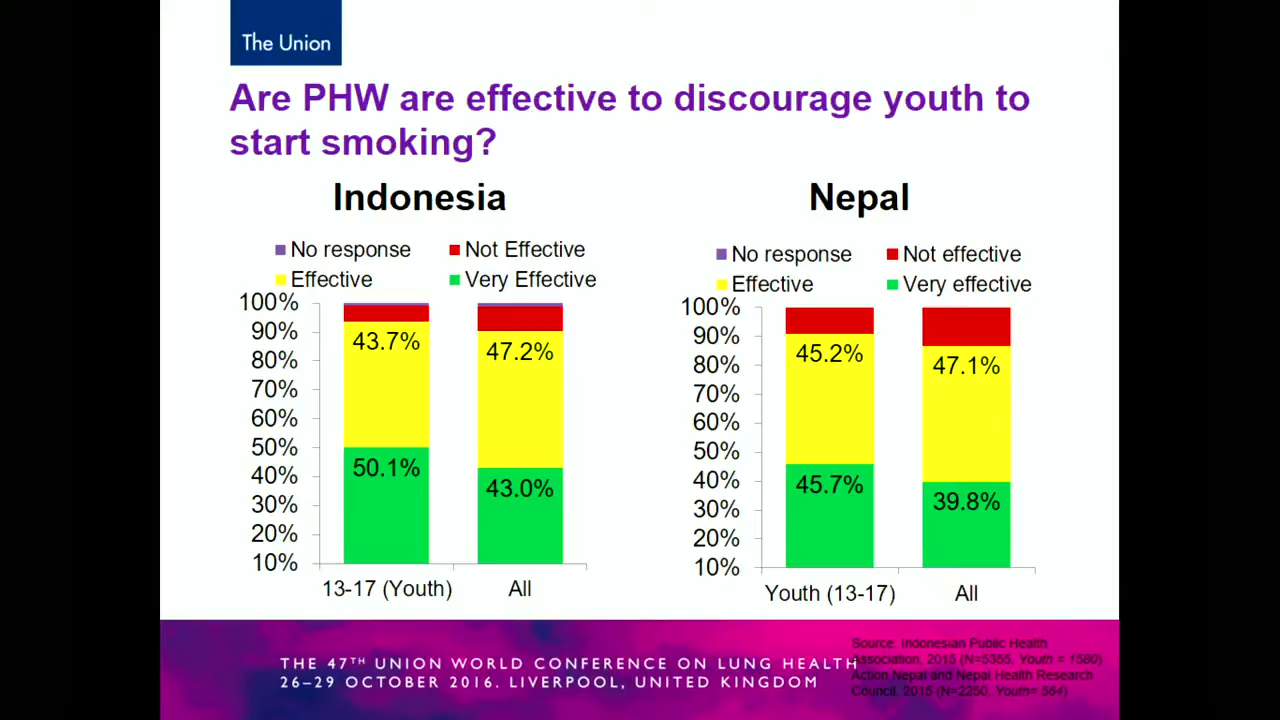 The Union
Are PHW are effective to discourage youth to
start smoking?
Indonesia
No response
Not Effective
Effective
Very Effective
100%
90%
80%
70%
60%
50%
40%
30%
20%
10%
43.7%
47.2%
50.1%
43.0%
13-17 (Youth)
All
Nepal
No response
Not effective
Effective
Very effective
100%
90%
80%
70%
60%
50%
40%
30%
20%
10%
45.2%
47.1%
45.7%
39.8%
Youth (13-17)
All
THE 47TH UNION WORLD CONFERENCE ON LUNG HEALTH
26–29 OCTOBER 2016. LIVERPOOL, UNITED KINGDOM
Source: Indonesian Public Health
Association, 2015 (N=5355, Youth = 1580)
Action Nepal and Nepal Health Research
Council, 2015 (N=2250, Youth= 564)